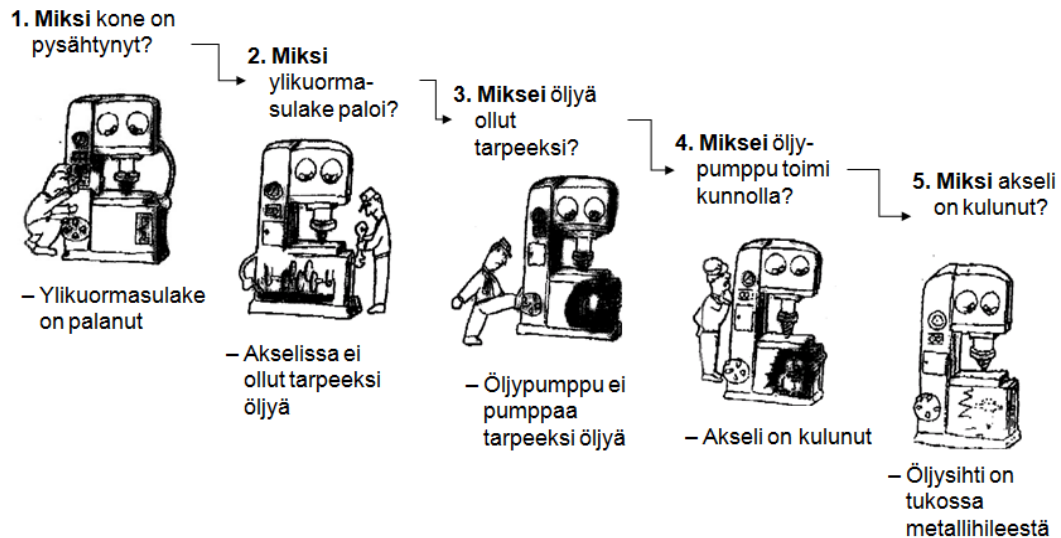 1. Miksi kone on
pysähtynyt?
– Ylikuormasulake
on palanut
2. Miksi
ylikuorma-
sulake paloi?
– Akselissa ei
ollut tarpeeksi
öljyä
3. Miksei öljyä
ollut
tarpeeksi?
– Öljypumppu ei
pumppaa
tarpeeksi öljyä
4. Miksei öljy-
pumppu toimi
kunnolla?
– Akseli on kulunut
5. Miksi akseli
on kulunut?
– Öljysihti on
tukossa
metallihileestä